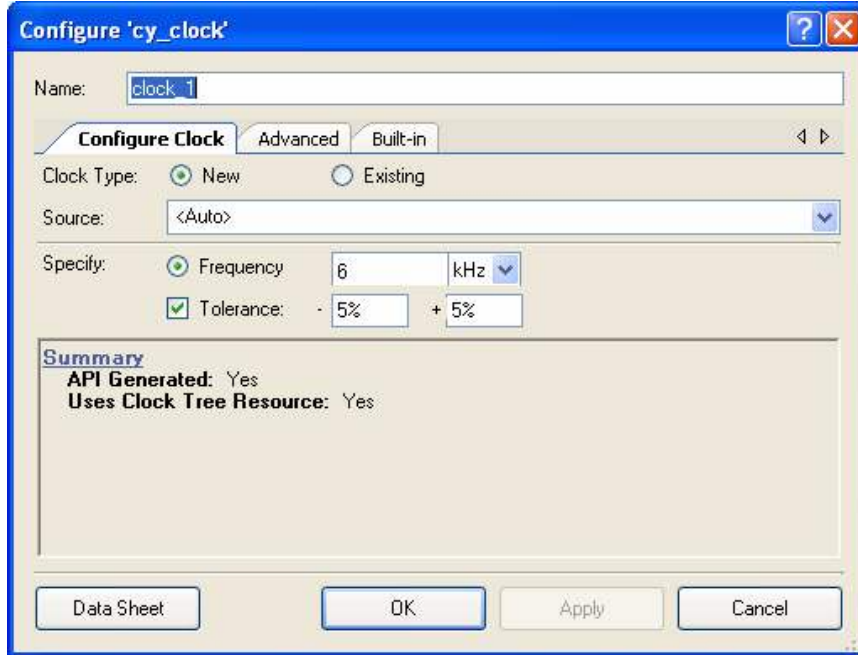 Configure 'cy_clock'
Name: clock_1
Configure Clock Advanced Built-in
Clock Type: New Existing
Source: <Auto>
Specify: Frequency 6 kHz
Tolerance: - 5% + 5%
Summary
API Generated: Yes
Uses Clock Tree Resource: Yes
Data Sheet OK Apply Cancel